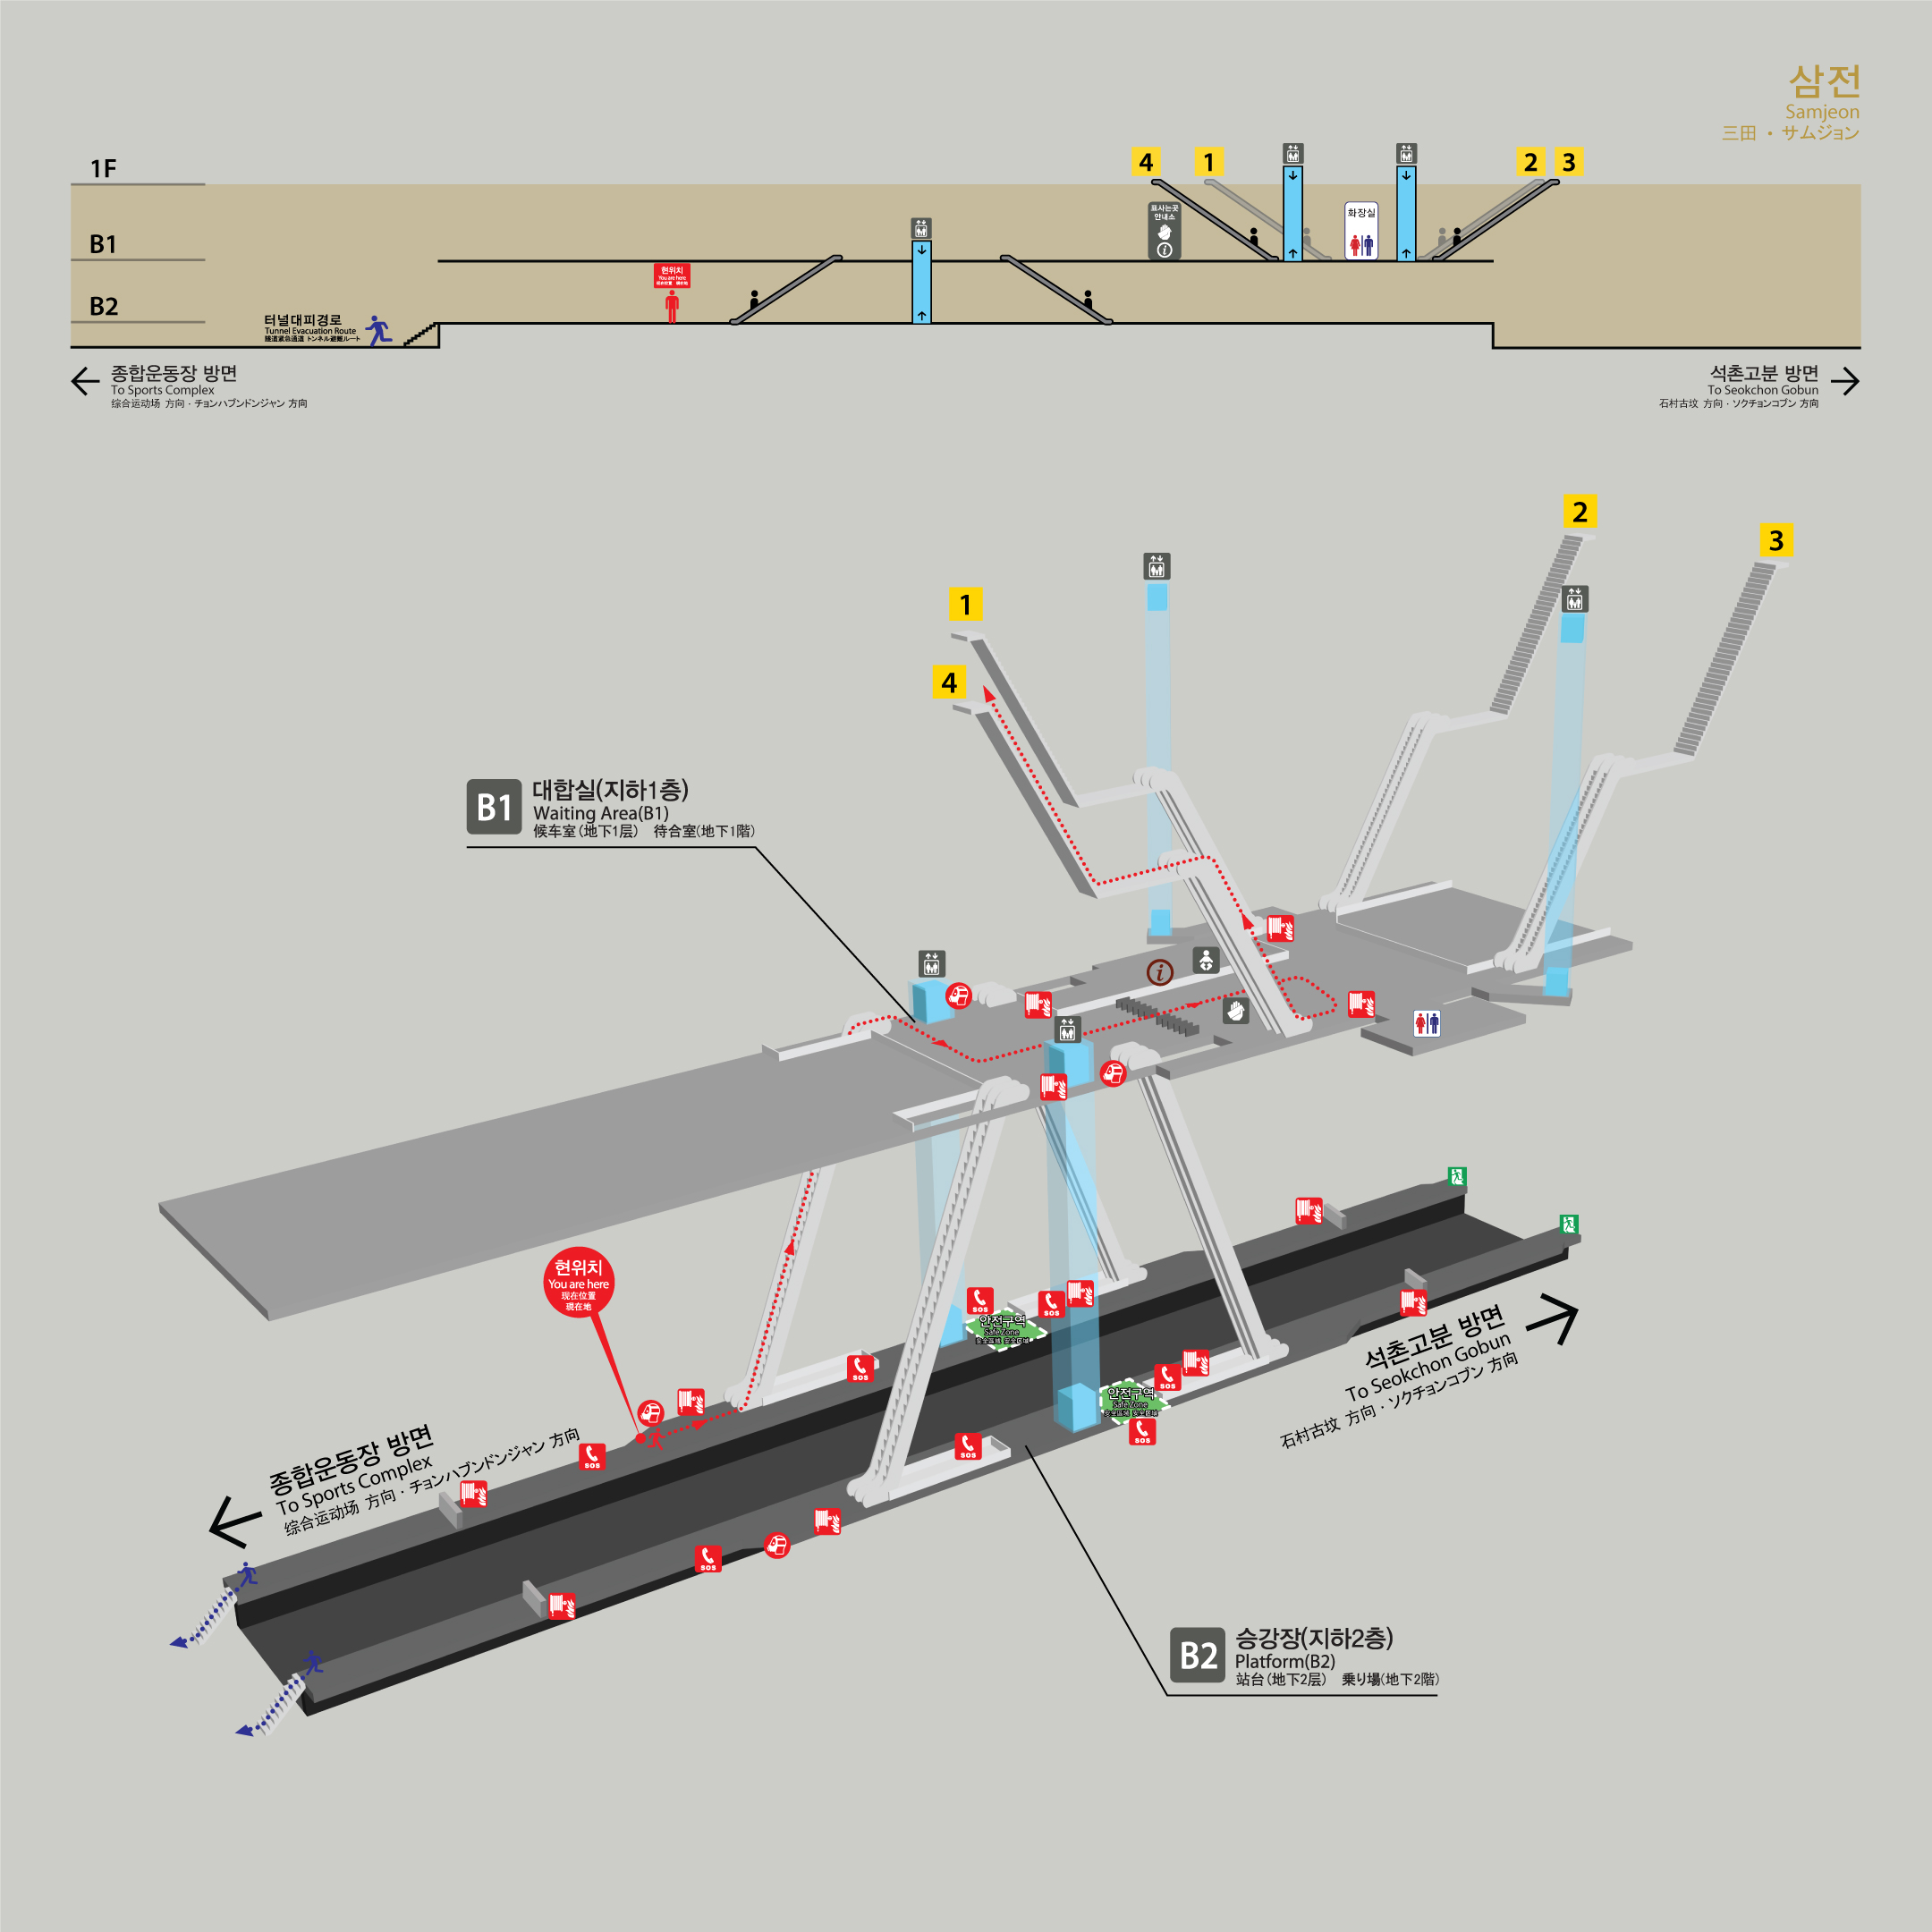 삼전
Samjeon
三田 · サムジョン
1F
B1
B2
4
1
2
3
표사는곳
안내소
화장실
현위치
You are here
터널대피경로
Tunnel Evacuation Route
隧道紧急通道 トンネル避難ルート
종합운동장 방면
To Sports Complex
综合运动场 方向 · チョンハプンドンジャン 方向
석촌고분 방면
To Seokchon Gobun
石村古坟 方向 · ソクチョンコブン 方向
2
3
1
4
B1
대합실(지하1층)
Waiting Area(B1)
候车室(地下1层) 待合室(地下1階)
현위치
You are here
现在位置
現在地
SOS
SOS
안전구역
Safe Zone
SOS
SOS
안전구역
Safe Zone
SOS
SOS
SOS
SOS
석촌고분 방면
To Seokchon Gobun
石村古坟 方向 · ソクチョンコブン 方向
종합운동장 방면
To Sports Complex
综合运动场 方向 · チョンハブンドンジャン 方向
B2
승강장(지하2층)
Platform(B2)
站台(地下2层) 乗り場(地下2階)